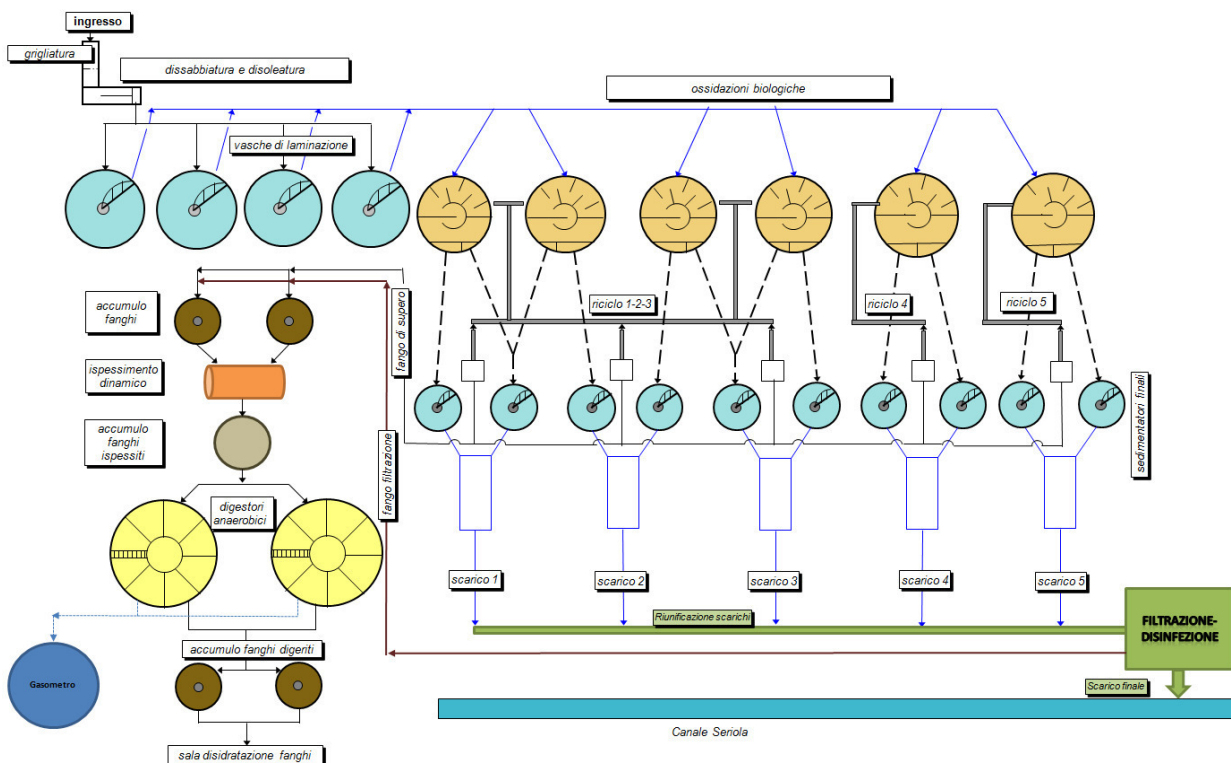 ingresso
grigliatura
dissabbiatura e disoleatura
ossidazioni biologiche
vasche di laminazione
accumulo
fanghi
fango di supero
riciclo 1-2-3
riciclo 4
riciclo 5
ispessimento
dinamico
accumulo
fanghi
ispessiti
fango filtrazione
sedimentatori finali
digestori
anaerobici
scarico 1
scarico 2
scarico 3
scarico 4
scarico 5
Riunificazione scarichi
FILTRAZIONE-
DISINFEZIONE
accumulo fanghi digeriti
Gasometro
Scarico finale
Canale Seriola
sala disidratazione fanghi